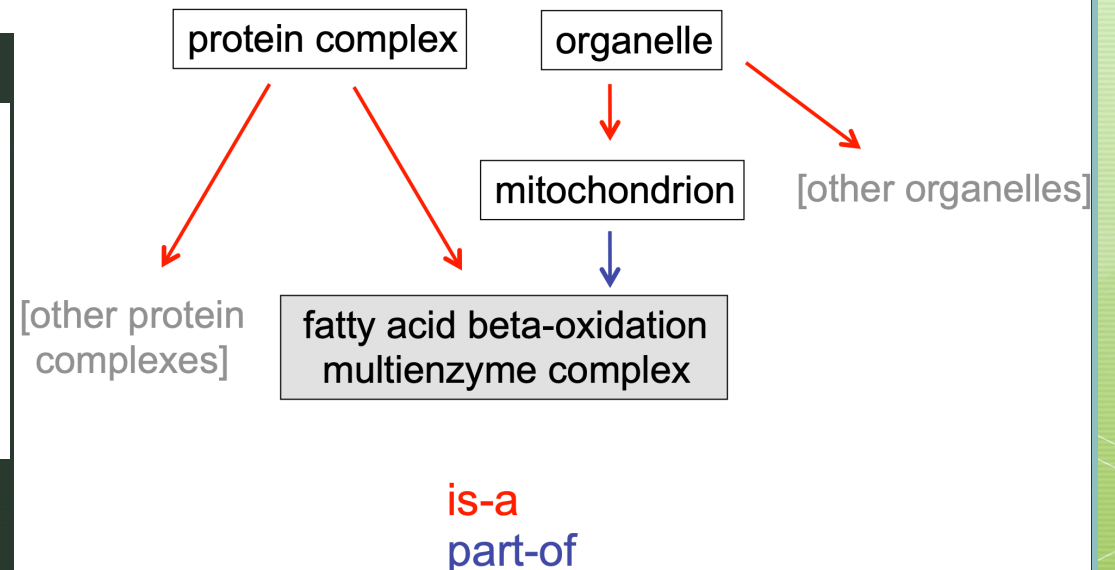 protein complex
organelle
mitochondrion
[other organelles]
[other protein
complexes]
fatty acid beta-oxidation
multienzyme complex
is-a
part-of